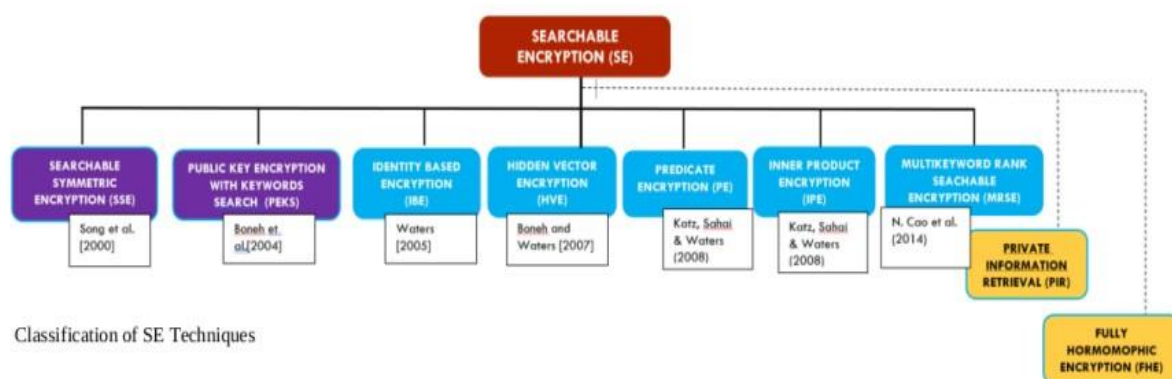 SEARCHABLE
ENCRYPTION (SE)
SEARCHABLE
SYMMETRIC
ENCRYPTION (SSE)
Song et al.
[2000]
PUBLIC KEY ENCRYPTION
WITH KEYWORDS
SEARCH (PEKS)
Boneh et
al.[2004]
IDENTITY BASED
ENCRYPTION
(IBE)
Waters
[2005]
HIDDEN VECTOR
ENCRYPTION
(HVE)
Boneh and
Waters [2007]
PREDICATE
ENCRYPTION (PE)
Katz, Sahai
& Waters
(2008)
INNER PRODUCT
ENCRYPTION
(IPE)
Katz, Sahai
& Waters
(2008)
MULTIKEYWORD RANK
SEACHABLE
ENCRYPTION (MRSE)
N. Cao et al.
(2014)
PRIVATE
INFORMATION
RETRIEVAL (PIR)
FULLY
HORMOMOPHIC
ENCRYPTION (FHE)
Classification of SE Techniques